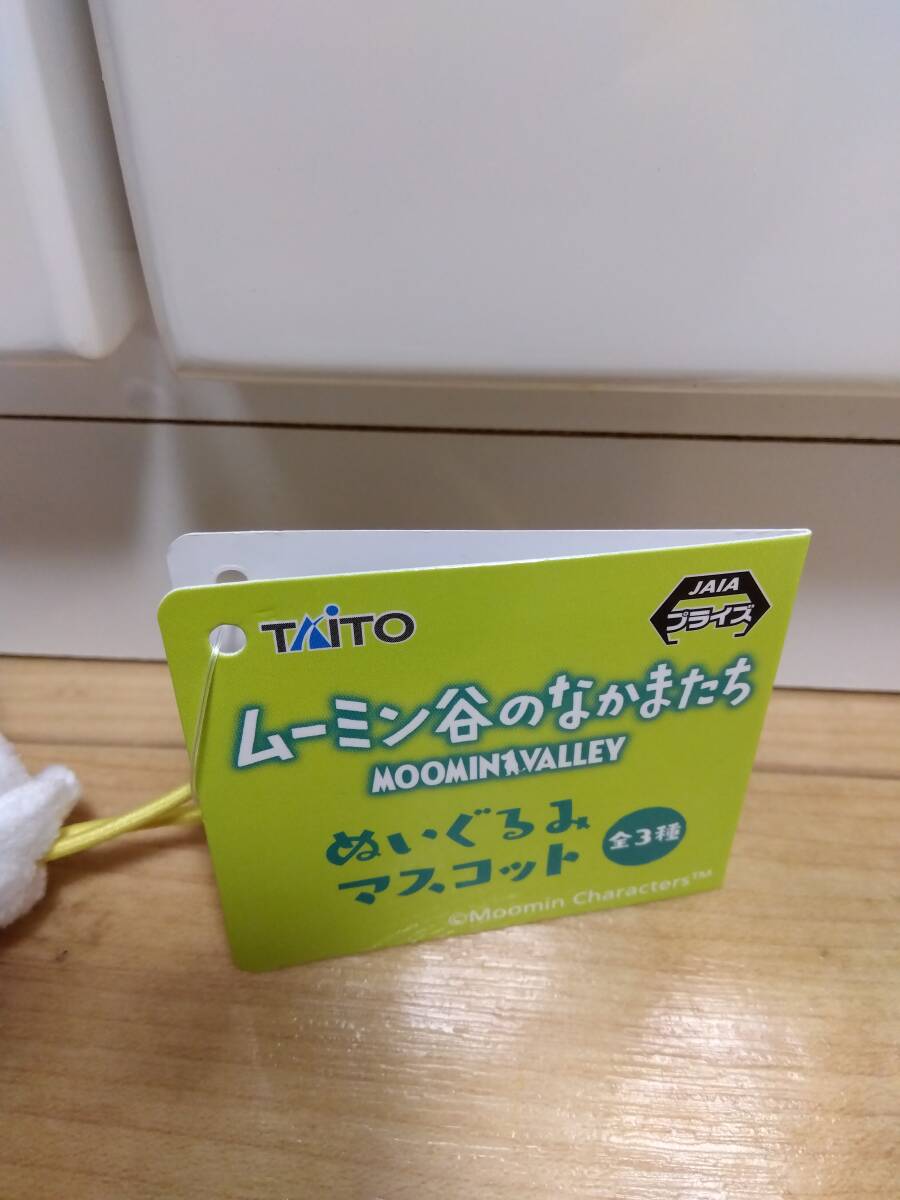 TAITO
JAIA
プライズ
ムーミン谷のなかまたち
MOOMIN VALLEY
ぬいぐるみ
マスコット
全3種
©Moomin Characters™